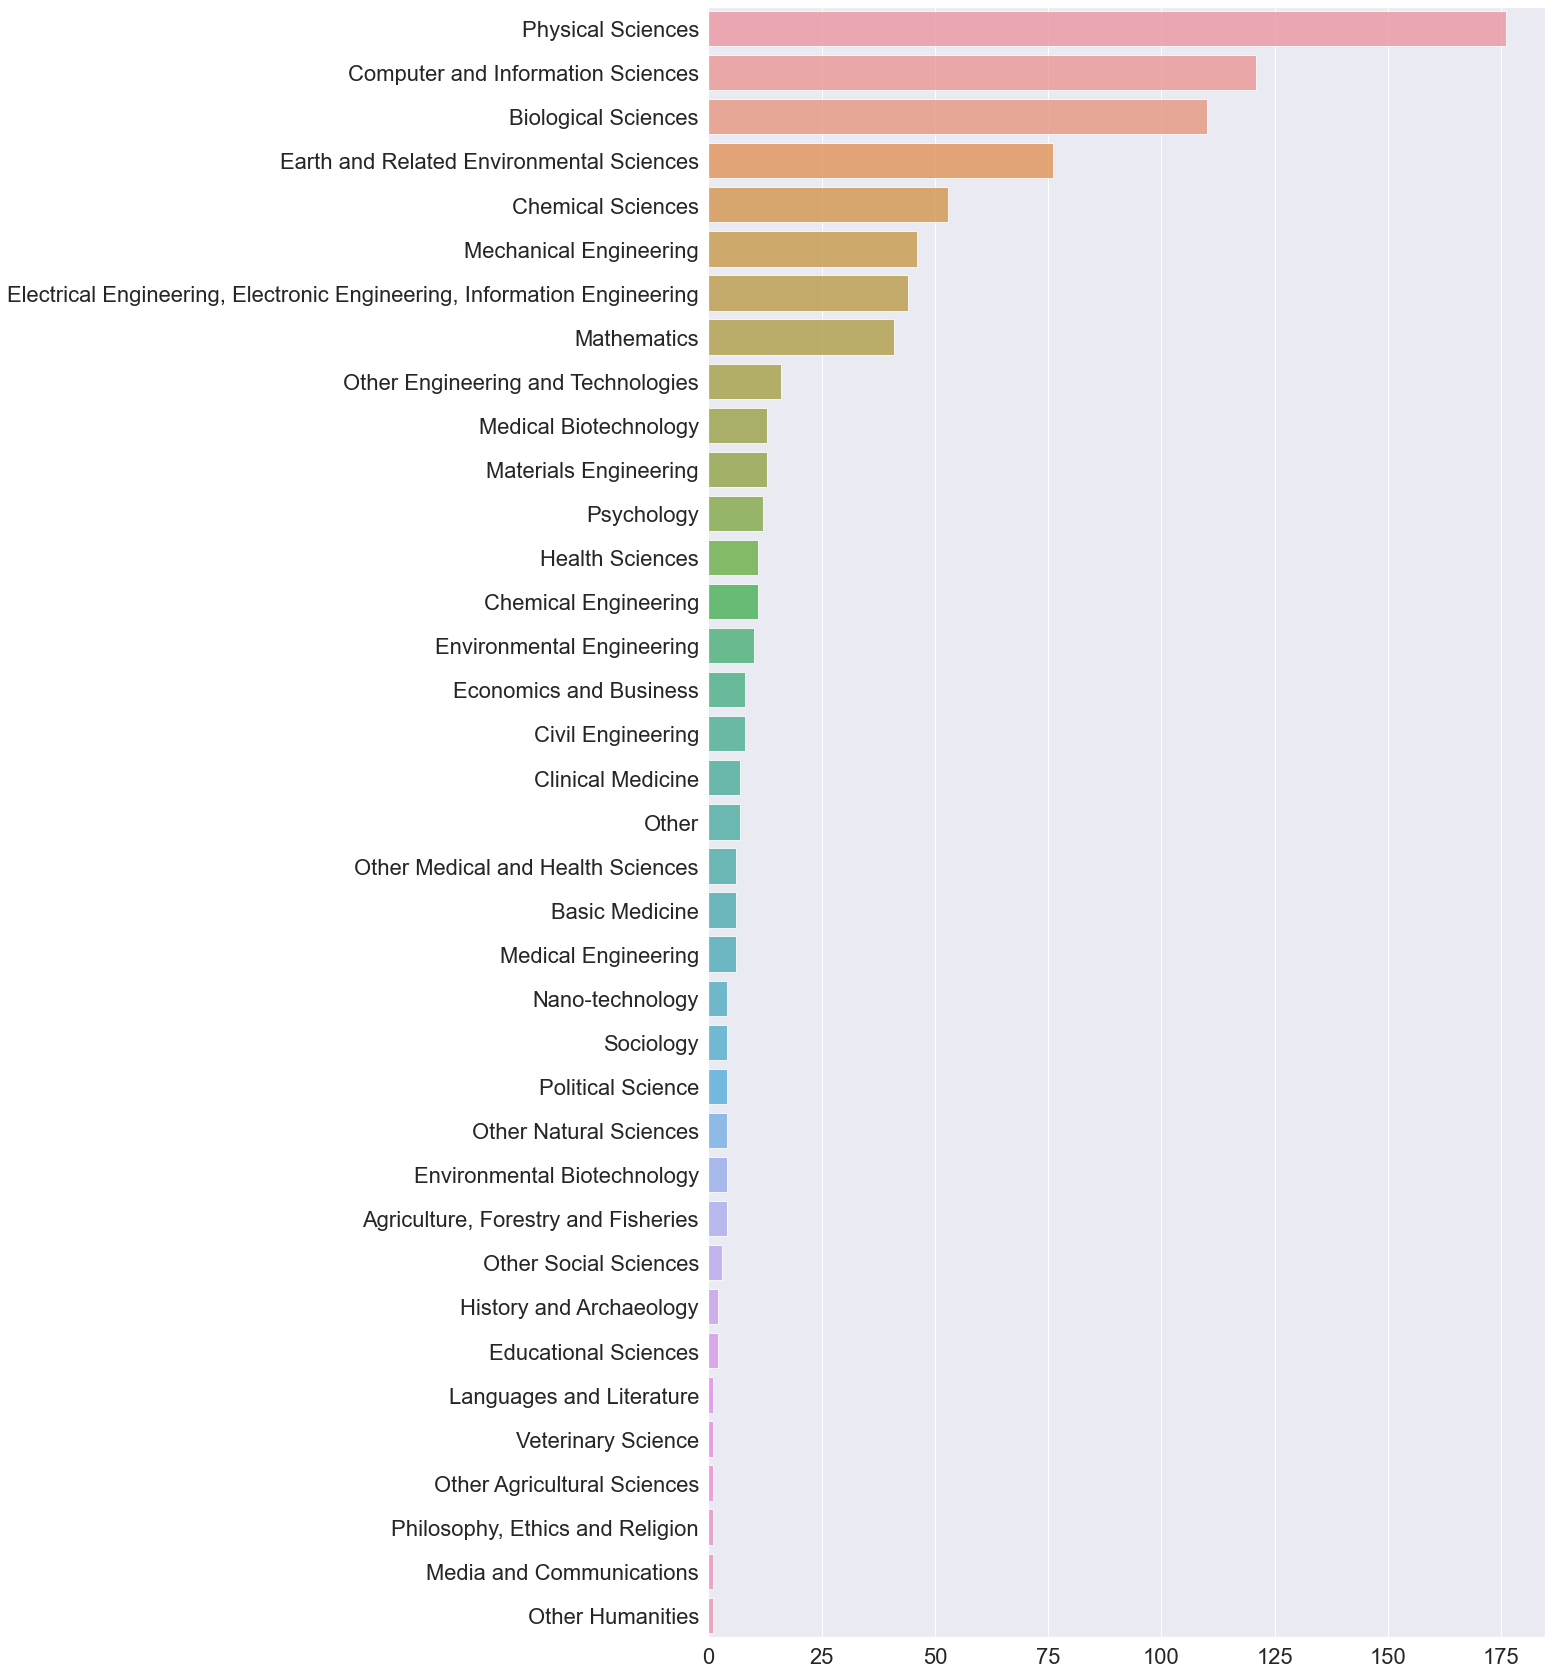 Physical Sciences
Computer and Information Sciences
Biological Sciences
Earth and Related Environmental Sciences
Chemical Sciences
Mechanical Engineering
Electrical Engineering, Electronic Engineering, Information Engineering
Mathematics
Other Engineering and Technologies
Medical Biotechnology
Materials Engineering
Psychology
Health Sciences
Chemical Engineering
Environmental Engineering
Economics and Business
Civil Engineering
Clinical Medicine
Other
Other Medical and Health Sciences
Basic Medicine
Medical Engineering
Nano-technology
Sociology
Political Science
Other Natural Sciences
Environmental Biotechnology
Agriculture, Forestry and Fisheries
Other Social Sciences
History and Archaeology
Educational Sciences
Languages and Literature
Veterinary Science
Other Agricultural Sciences
Philosophy, Ethics and Religion
Media and Communications
Other Humanities
0 25 50 75 100 125 150 175